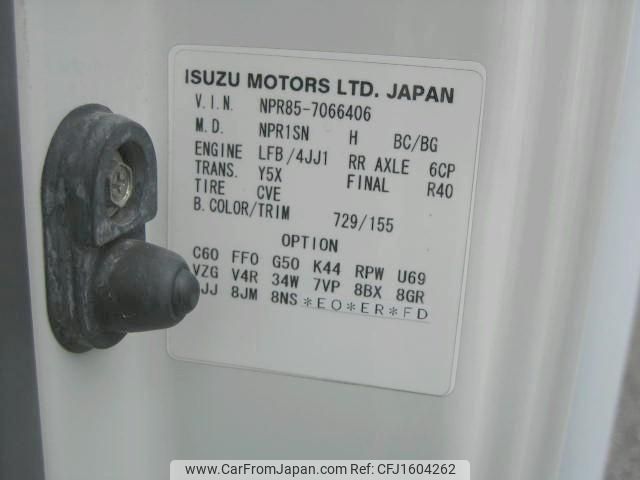 ISUZU MOTORS LTD. JAPAN
V.I.N. NPR85-7066406
M.D. NPR1SN H BC/BG
ENGINE LFB/4JJ1 RR AXLE 6CP
TRANS. Y5X FINAL R40
TIRE CVE
B.COLOR/TRIM 729/155
OPTION
C60 FF0 G50 K44 RPW U69
VZG V4R 34W 7VP 8BX 8GR
8JM 8NS *EQ*ER*FD
www.CarFromJapan.com - CFJ1604262